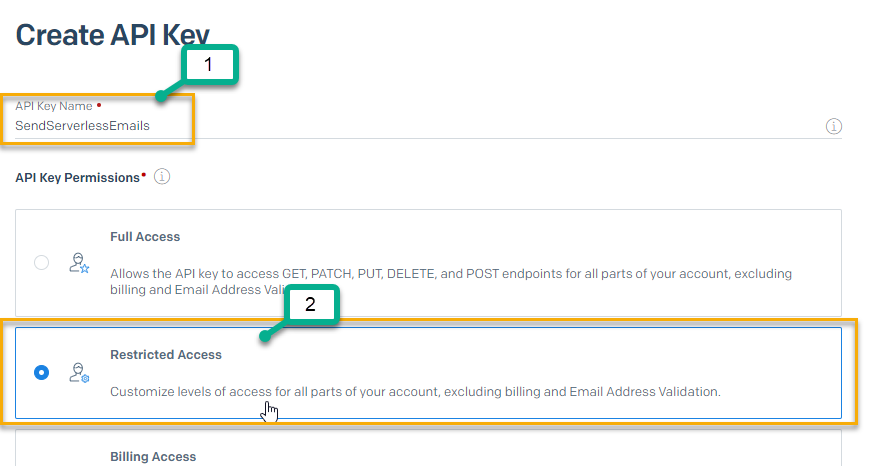 Create API Key
1
API Key Name •
SendServerlessEmails
API Key Permissions•
Full Access
Allows the API key to access GET, PATCH, PUT, DELETE, and POST endpoints for all parts of your account, excluding
billing and Email Address
2
Restricted Access
Customize levels of access for all parts of your account, excluding billing and Email Address Validation.
Billing Access